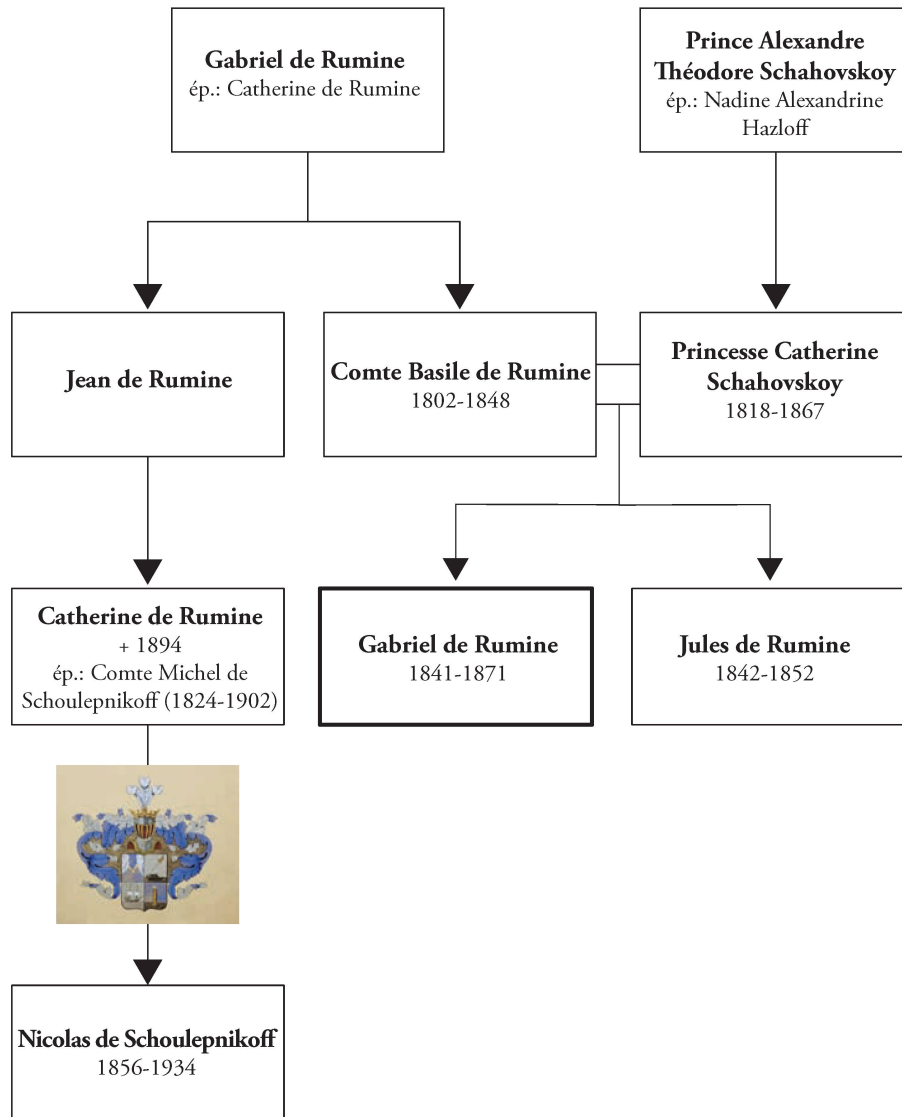 Gabriel de Rumine
ép.: Catherine de Rumine
Prince Alexandre
Théodore Schahovskoy
ép.: Nadine Alexandrine
Hazloff
Jean de Rumine
Comte Basile de Rumine
1802-1848
Princesse Catherine
Schahovskoy
1818-1867
Catherine de Rumine
+ 1894
ép.: Comte Michel de
Schoulepnikoff (1824-1902)
Gabriel de Rumine
1841-1871
Jules de Rumine
1842-1852
Nicolas de Schoulepnikoff
1856-1934